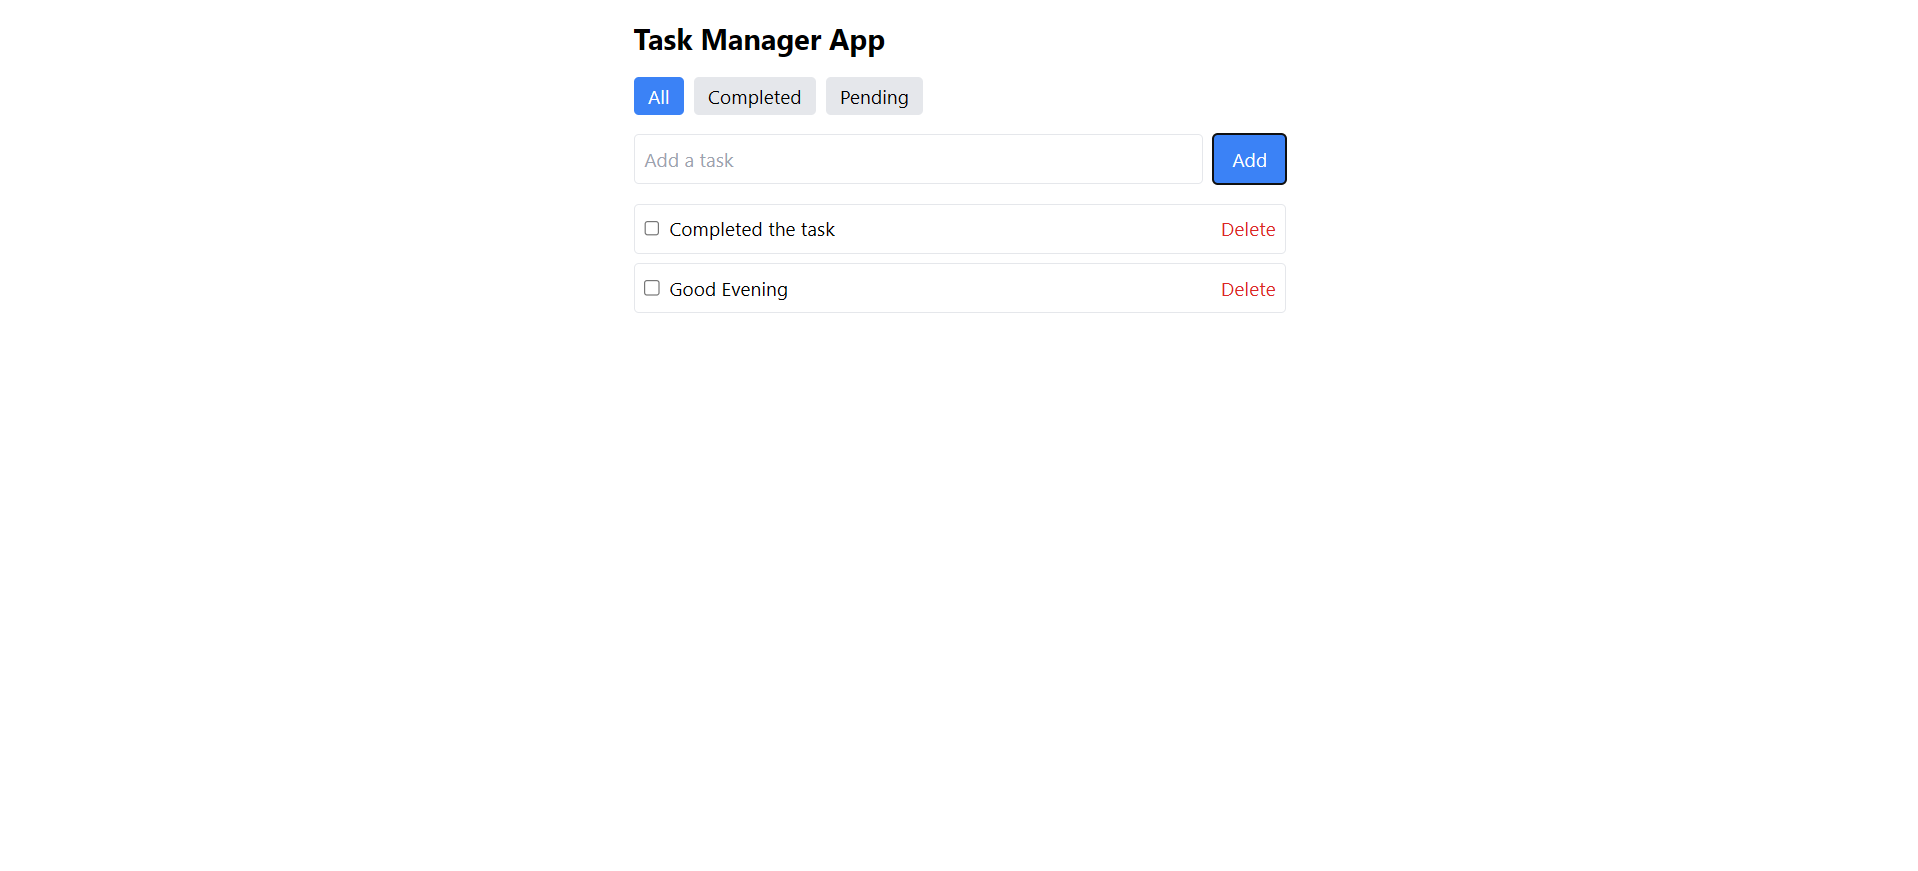 Task Manager App
All Completed Pending
Add a task Add
Completed the task Delete
Good Evening Delete